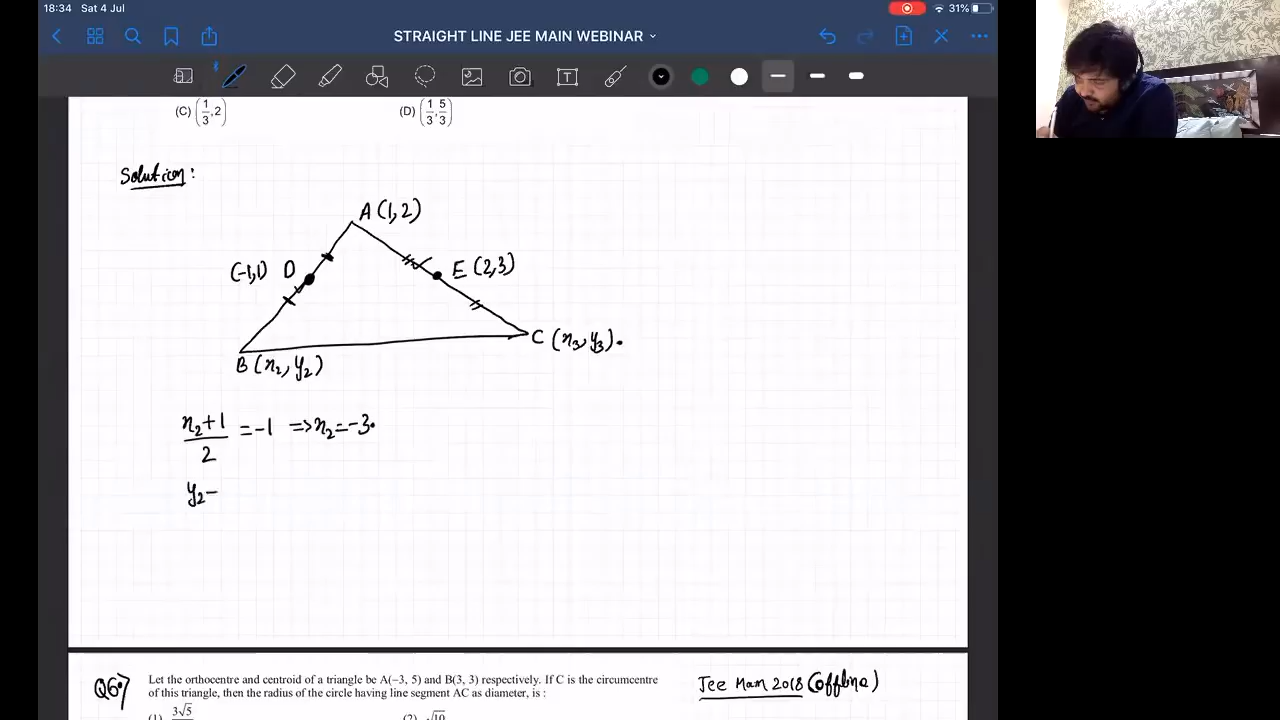 18:34 Sat 4 Jul
31%
STRAIGHT LINE JEE MAIN WEBINAR
(C) (1/3, 2) (D) (1/3, 5/3)
Solution:
A (1, 2)
(-1, 1) D
E (2, 3)
C (x₃, y₃).
B (x₂, y₂)
(x₂+1)/2 = -1 => x₂ = -3.
y₂ -
Q6. Let the orthocentre and centroid of a triangle be A(−3, 5) and B(3, 3) respectively. If C is the circumcentre
of this triangle, then the radius of the circle having line segment AC as diameter, is :
Jee Main 2018 (offline)
(1) 3√5 (2) √10